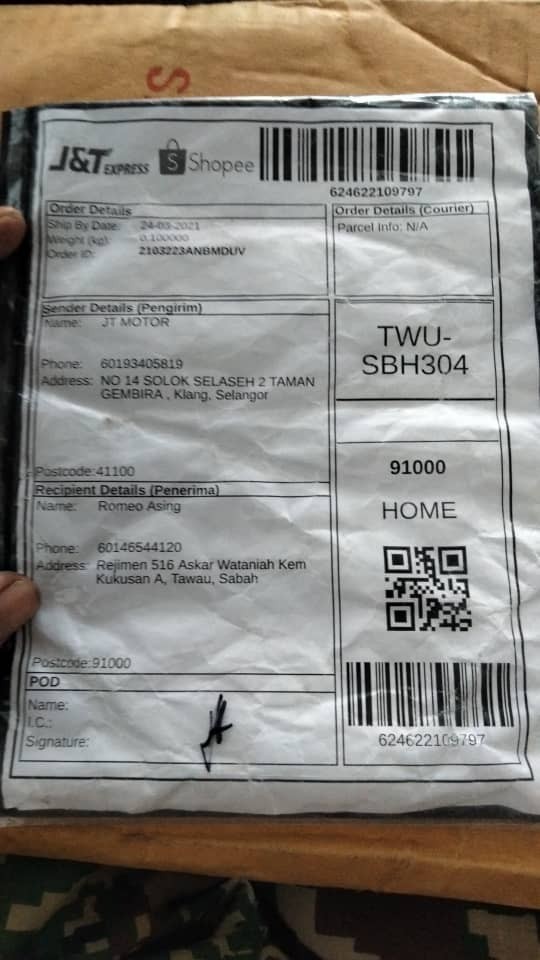 S
J&T EXPRESS Shopee
624622109797
Order Details
Ship By Date: 24-03-2021
Weight (kg): 0.100000
Order ID: 2103223ANBMDUV
Order Details (Courier)
Parcel Info: N/A
Sender Details (Pengirim)
Name: JT MOTOR
Phone: 60193405819
Address: NO 14 SOLOK SELASEH 2 TAMAN
GEMBIRA , Klang, Selangor
Postcode:41100
TWU-
SBH304
Recipient Details (Penerima)
Name: Romeo Asing
Phone: 60146544120
Address: Rejimen 516 Askar Wataniah Kem
Kukusan A, Tawau, Sabah
Postcode:91000
91000
HOME
POD
Name:
I.C.:
Signature:
624622109797